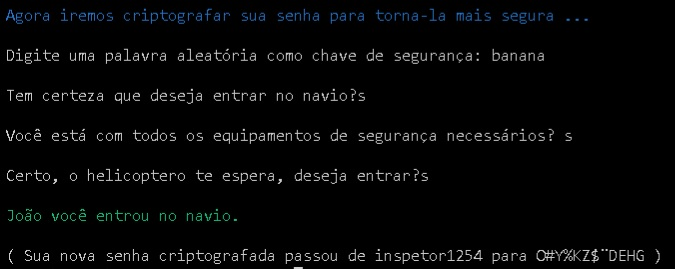 Agora iremos criptografar sua senha para torna-la mais segura ...
Digite uma palavra aleatória como chave de segurança: banana
Tem certeza que deseja entrar no navio?s
Você está com todos os equipamentos de segurança necessários? s
Certo, o helicoptero te espera, deseja entrar?s
João você entrou no navio.
( Sua nova senha criptografada passou de inspetor1254 para O#Y%KZ$¨DEHG )